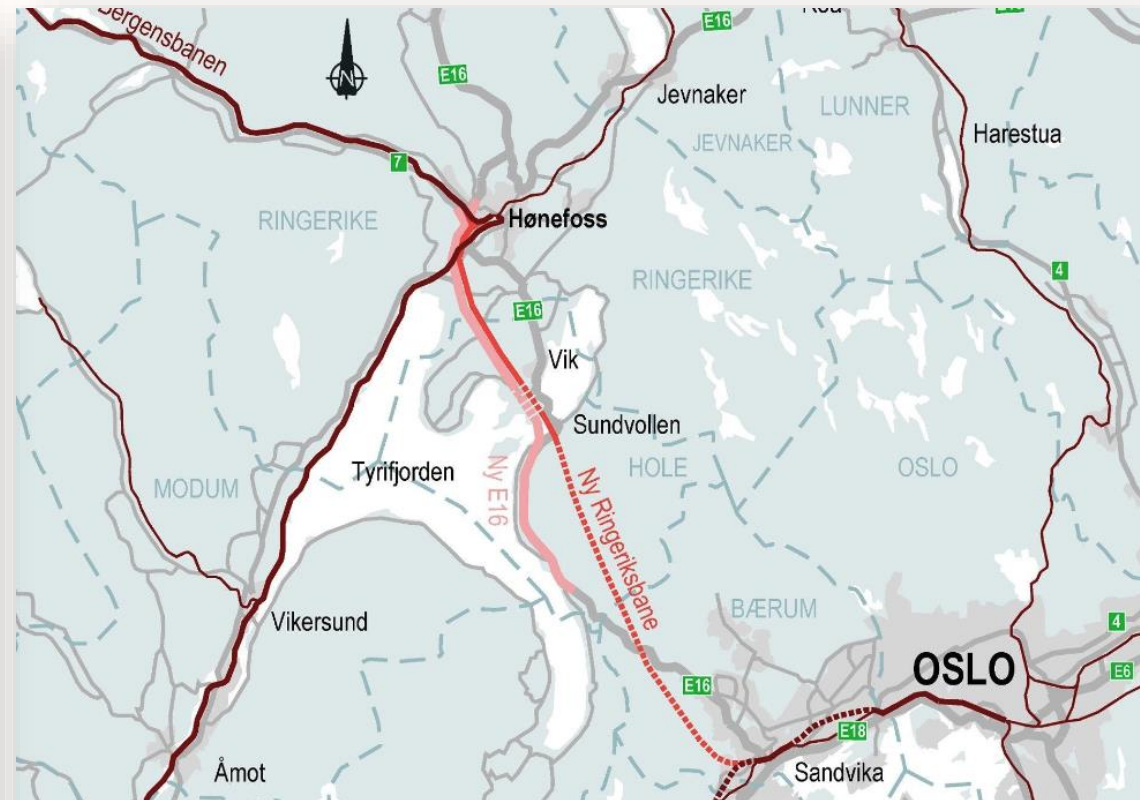 Bergensbanen
E16
E16
Jevnaker
LUNNER
JEVNAKER
Harestua
7
RINGERIKE
Hønefoss
RINGERIKE
4
E16
Vik
Sundvollen
Tyrifjorden
HOLE
OSLO
MODUM
Ny E16
Ny Ringeriksbane
BÆRUM
Vikersund
4
OSLO
E6
E16
E18
Åmot
Sandvika
N